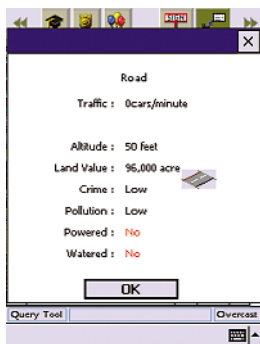 SIGN
Road
Traffic : 0cars/minute
Altitude : 50 feet
Land Value : 96,000 acre
Crime : Low
Pollution : Low
Powered : No
Watered : No
OK
Query Tool Overcast